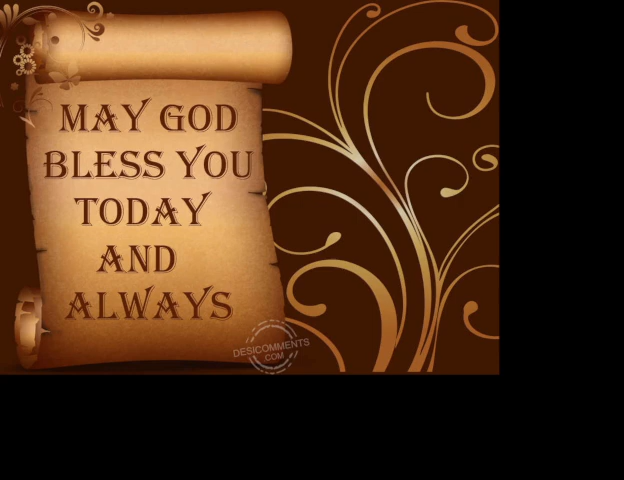 MAY GOD
BLESS YOU
TODAY
AND
ALWAYS
DESICOMMENTS
.COM